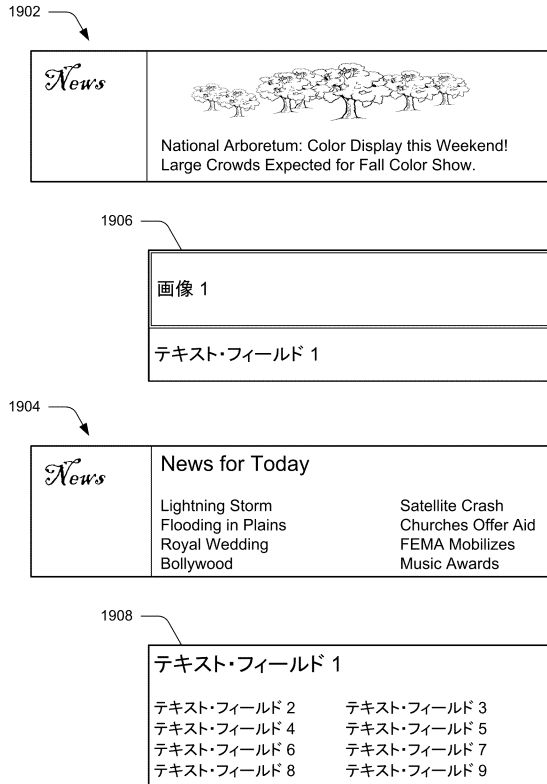 1902
News
National Arboretum: Color Display this Weekend!
Large Crowds Expected for Fall Color Show.
1906
画像 1
テキスト・フィールド 1
1904
News
News for Today
Lightning Storm Satellite Crash
Flooding in Plains Churches Offer Aid
Royal Wedding FEMA Mobilizes
Bollywood Music Awards
1908
テキスト・フィールド 1
テキスト・フィールド 2 テキスト・フィールド 3
テキスト・フィールド 4 テキスト・フィールド 5
テキスト・フィールド 6 テキスト・フィールド 7
テキスト・フィールド 8 テキスト・フィールド 9